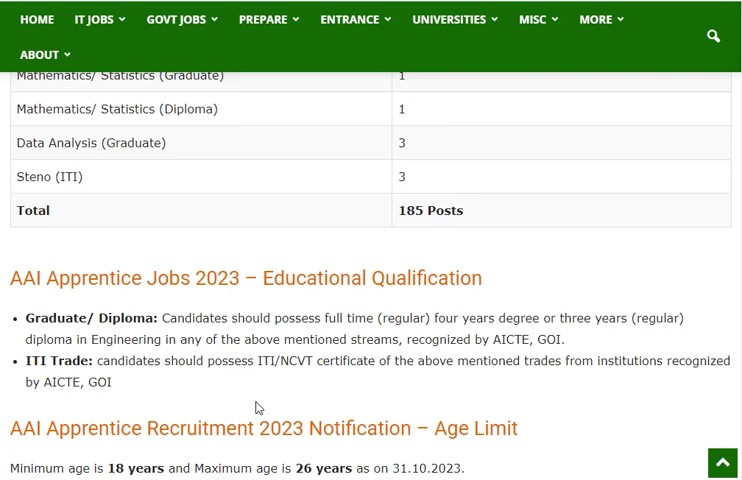 HOME IT JOBS GOVT JOBS PREPARE ENTRANCE UNIVERSITIES MISC MORE
ABOUT
Mathematics/ Statistics (Graduate) 1
Mathematics/ Statistics (Diploma) 1
Data Analysis (Graduate) 3
Steno (ITI) 3
Total 185 Posts
AAI Apprentice Jobs 2023 – Educational Qualification
• Graduate/ Diploma: Candidates should possess full time (regular) four years degree or three years (regular)
diploma in Engineering in any of the above mentioned streams, recognized by AICTE, GOI.
• ITI Trade: candidates should possess ITI/NCVT certificate of the above mentioned trades from institutions recognized
by AICTE, GOI
AAI Apprentice Recruitment 2023 Notification – Age Limit
Minimum age is 18 years and Maximum age is 26 years as on 31.10.2023.